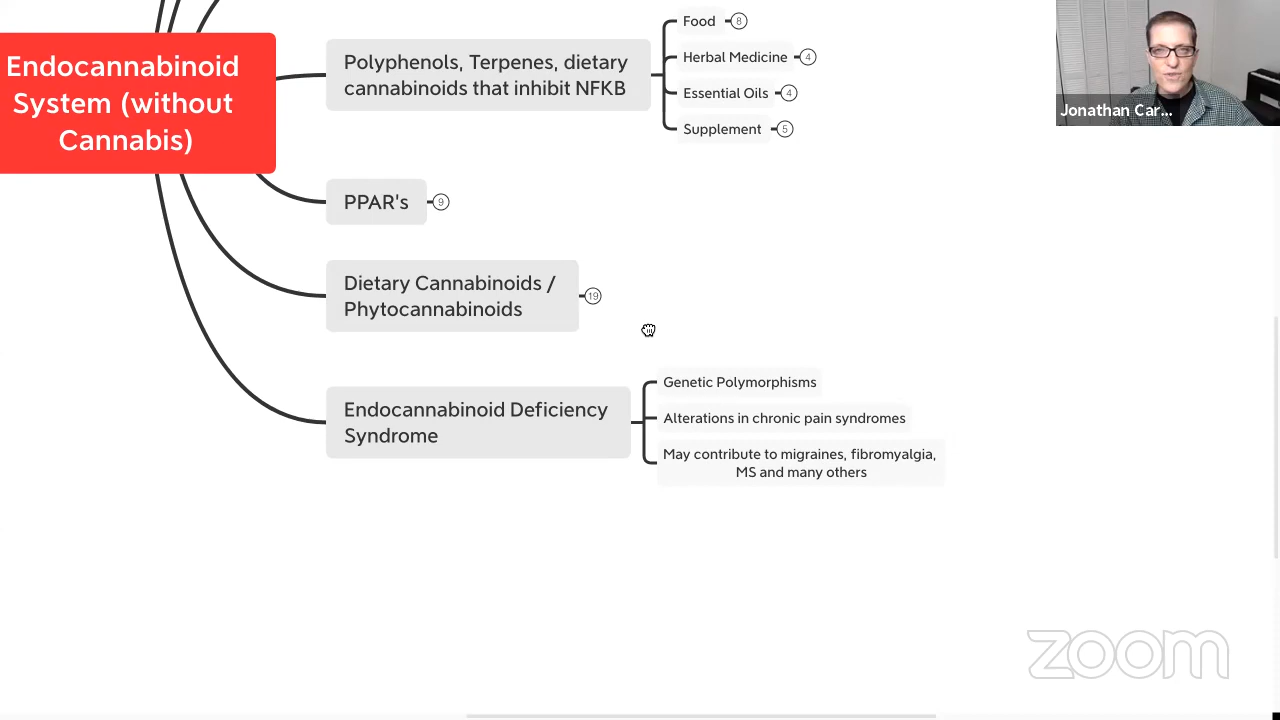 Endocannabinoid
System (without
Cannabis)
Polyphenols, Terpenes, dietary
cannabinoids that inhibit NFKB
Food 8
Herbal Medicine 4
Essential Oils 4
Supplement 5
PPAR's 9
Dietary Cannabinoids /
Phytocannabinoids 19
Endocannabinoid Deficiency
Syndrome
Genetic Polymorphisms
Alterations in chronic pain syndromes
May contribute to migraines, fibromyalgia,
MS and many others
Jonathan Car...
zoom